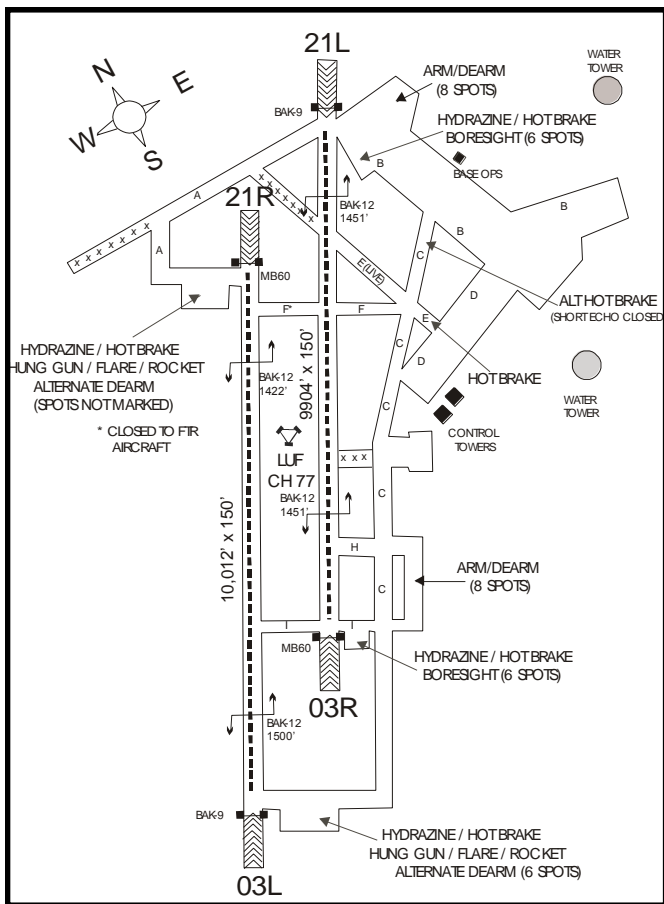 21L
WATER
TOWER
ARM/DEARM
(8 SPOTS)
N
E
W
S
BAK-9
HYDRAZINE / HOT BRAKE
BORESIGHT (6 SPOTS)
B
BASE OPS
A
21R
x x x x x x x
BAK-12
1451'
B
B
x x x x x
A
C
E (LIVE)
MB60
D
ALT HOT BRAKE
(SHORT ECHO CLOSED)
F*
F
E
C
D
HYDRAZINE / HOT BRAKE
HUNG GUN / FLARE / ROCKET
ALTERNATE DEARM
(SPOTS NOT MARKED)
* CLOSED TO FTR
AIRCRAFT
BAK-12
1422'
9904' x 150'
HOT BRAKE
WATER
TOWER
C
CONTROL
TOWERS
LUF
CH 77
x x x
BAK-12
1451'
C
10,012' x 150'
H
C
ARM/DEARM
(8 SPOTS)
I
I
MB60
HYDRAZINE / HOT BRAKE
BORESIGHT (6 SPOTS)
03R
BAK-12
1500'
BAK-9
HYDRAZINE / HOT BRAKE
HUNG GUN / FLARE / ROCKET
ALTERNATE DEARM (6 SPOTS)
03L